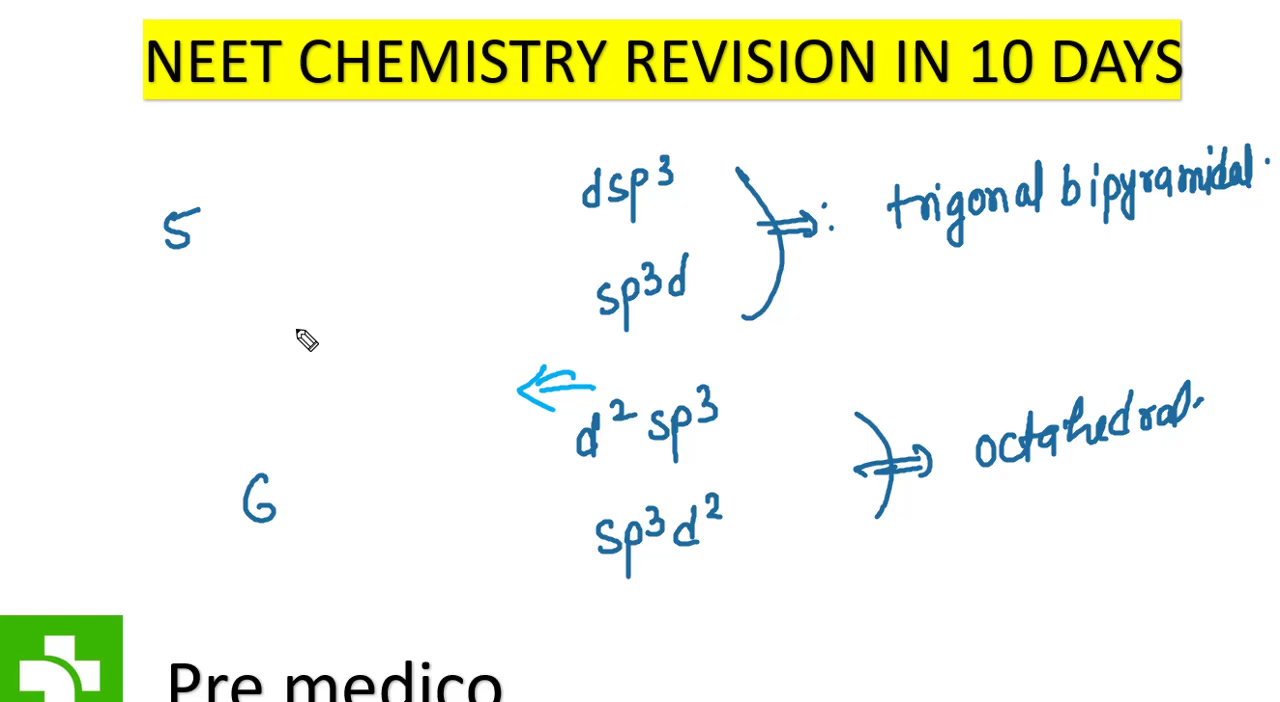 NEET CHEMISTRY REVISION IN 10 DAYS
dsp³ ⇒: trigonal bipyramidal.
5
sp³d
d²sp³ ⇒ octahedral.
6
sp³d²
Pre medico